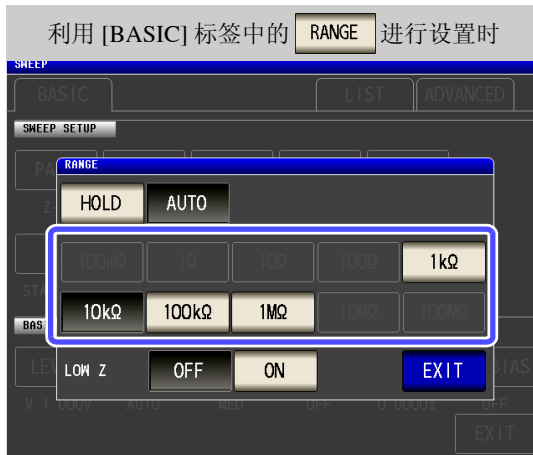 利用 [BASIC] 标签中的 RANGE 进行设置时
SWEEP
BASIC LIST ADVANCED
SWEEP SETUP
RANGE
HOLD AUTO
100mΩ 1Ω 10Ω 100Ω 1kΩ
10kΩ 100kΩ 1MΩ 10MΩ 100MΩ
LOW Z OFF ON EXIT
V 1.000V AUTO MED OFF 0.0000s OFF
EXIT